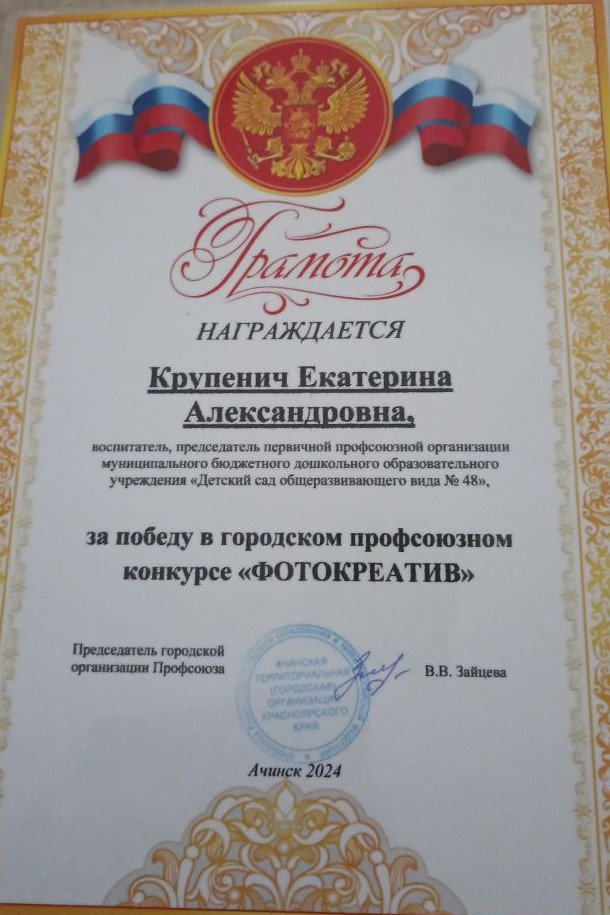 Грамота
НАГРАЖДАЕТСЯ
Крупенич Екатерина
Александровна,
воспитатель, председатель первичной профсоюзной организации
муниципального бюджетного дошкольного образовательного
учреждения «Детский сад общеразвивающего вида № 48»,
за победу в городском профсоюзном
конкурсе «ФОТОКРЕАТИВ»
Председатель городской
организации Профсоюза
В.В. Зайцева
АЧИНСКАЯ
ТЕРРИТОРИАЛЬНАЯ
(ГОРОДСКАЯ)
ОРГАНИЗАЦИЯ
КРАСНОЯРСКОГО
КРАЯ
Ачинск 2024